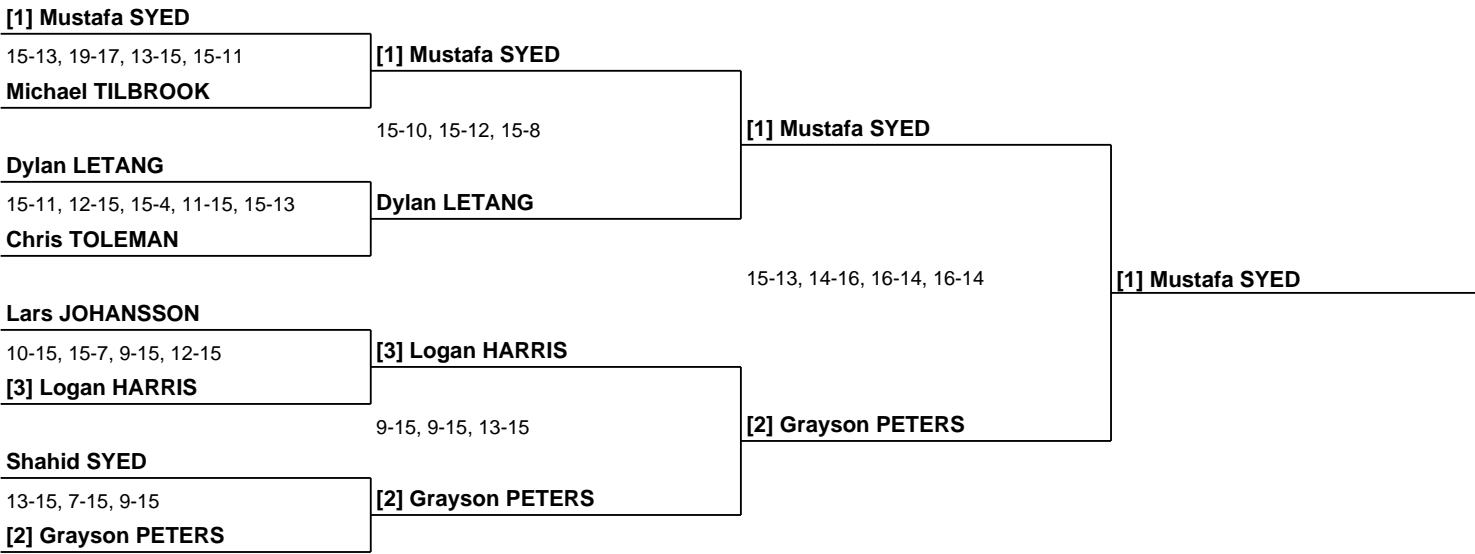 [1] Mustafa SYED
15-13, 19-17, 13-15, 15-11
[1] Mustafa SYED
Michael TILBROOK
15-10, 15-12, 15-8
[1] Mustafa SYED
Dylan LETANG
15-11, 12-15, 15-4, 11-15, 15-13
Dylan LETANG
Chris TOLEMAN
15-13, 14-16, 16-14, 16-14
[1] Mustafa SYED
Lars JOHANSSON
10-15, 15-7, 9-15, 12-15
[3] Logan HARRIS
[3] Logan HARRIS
9-15, 9-15, 13-15
[2] Grayson PETERS
Shahid SYED
13-15, 7-15, 9-15
[2] Grayson PETERS
[2] Grayson PETERS